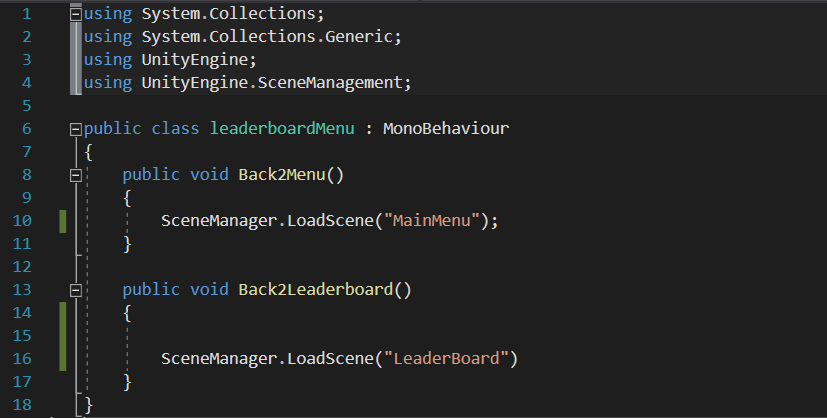 1 using System.Collections;
2 using System.Collections.Generic;
3 using UnityEngine;
4 using UnityEngine.SceneManagement;
5
6 public class leaderboardMenu : MonoBehaviour
7 {
8 public void Back2Menu()
9 {
10 SceneManager.LoadScene("MainMenu");
11 }
12
13 public void Back2Leaderboard()
14 {
15
16 SceneManager.LoadScene("LeaderBoard")
17 }
18 }